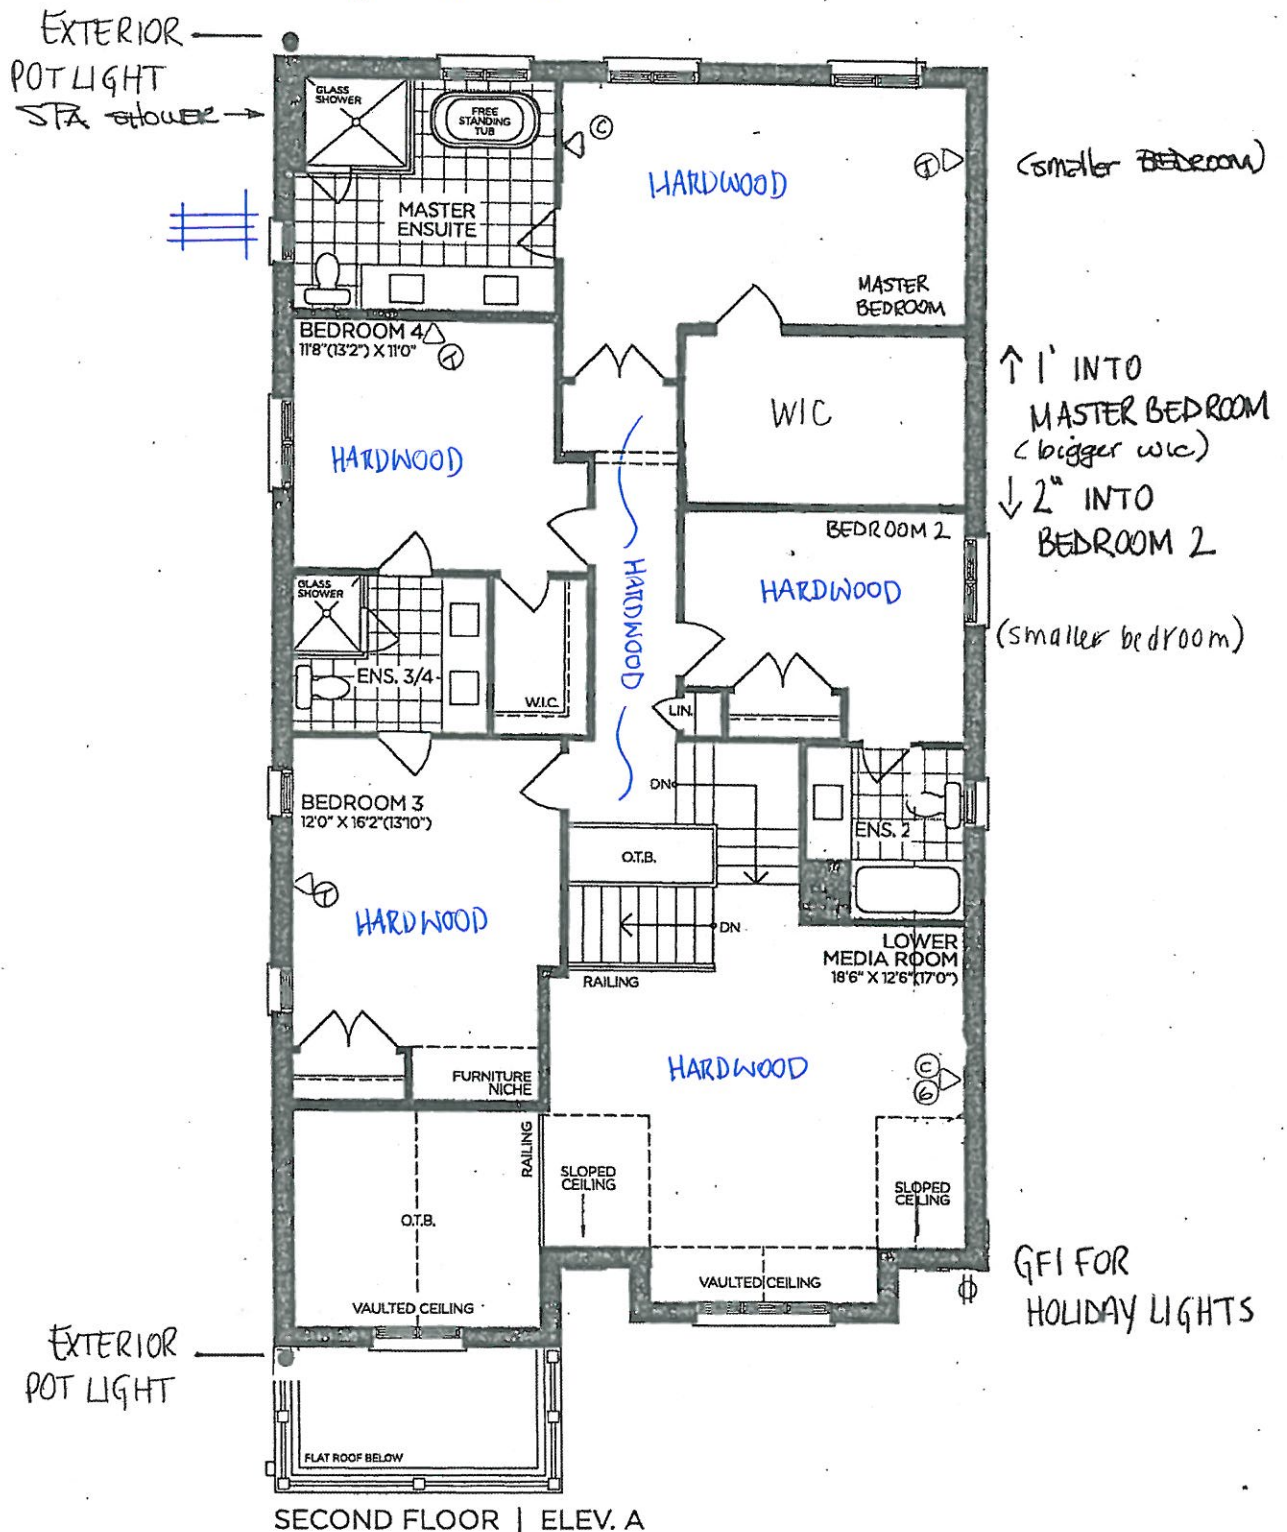 EXTERIOR
POT LIGHT
SPA SHOWER
GLASS
SHOWER
FREE
STANDING
TUB
C
HARDWOOD
T
(smaller BEDROOM)
MASTER
ENSUITE
MASTER
BEDROOM
BEDROOM 4
11'8"(13'2") X 11'0"
T
↑ 1' INTO
MASTER BEDROOM
(bigger wic)
↓ 2" INTO
BEDROOM 2
WIC
HARDWOOD
BEDROOM 2
HARDWOOD
HARDWOOD
GLASS
SHOWER
(smaller bedroom)
ENS. 3/4
W.I.C.
LIN.
DN
BEDROOM 3
12'0" X 16'2"(13'10")
ENS. 2
O.T.B.
T
HARDWOOD
DN
LOWER
MEDIA ROOM
18'6" X 12'6"(17'0")
RAILING
HARDWOOD
C
6
FURNITURE
NICHE
RAILING
SLOPED
CEILING
SLOPED
CEILING
O.T.B.
GFI FOR
HOLIDAY LIGHTS
VAULTED CEILING
VAULTED CEILING
EXTERIOR
POT LIGHT
FLAT ROOF BELOW
SECOND FLOOR | ELEV. A